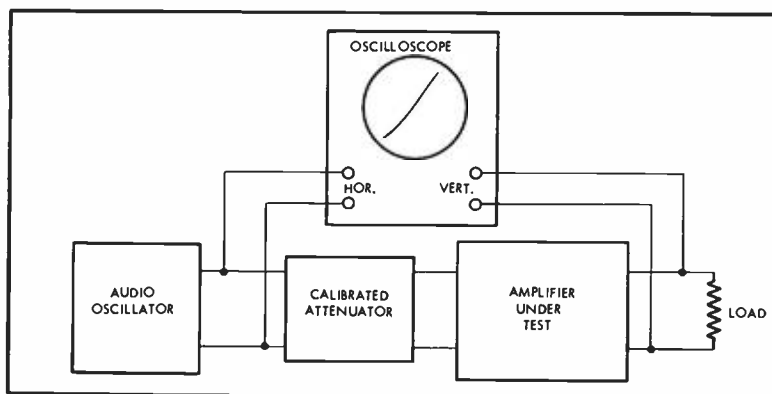 OSCILLOSCOPE
HOR.
VERT.
AUDIO
OSCILLATOR
CALIBRATED
ATTENUATOR
AMPLIFIER
UNDER
TEST
LOAD